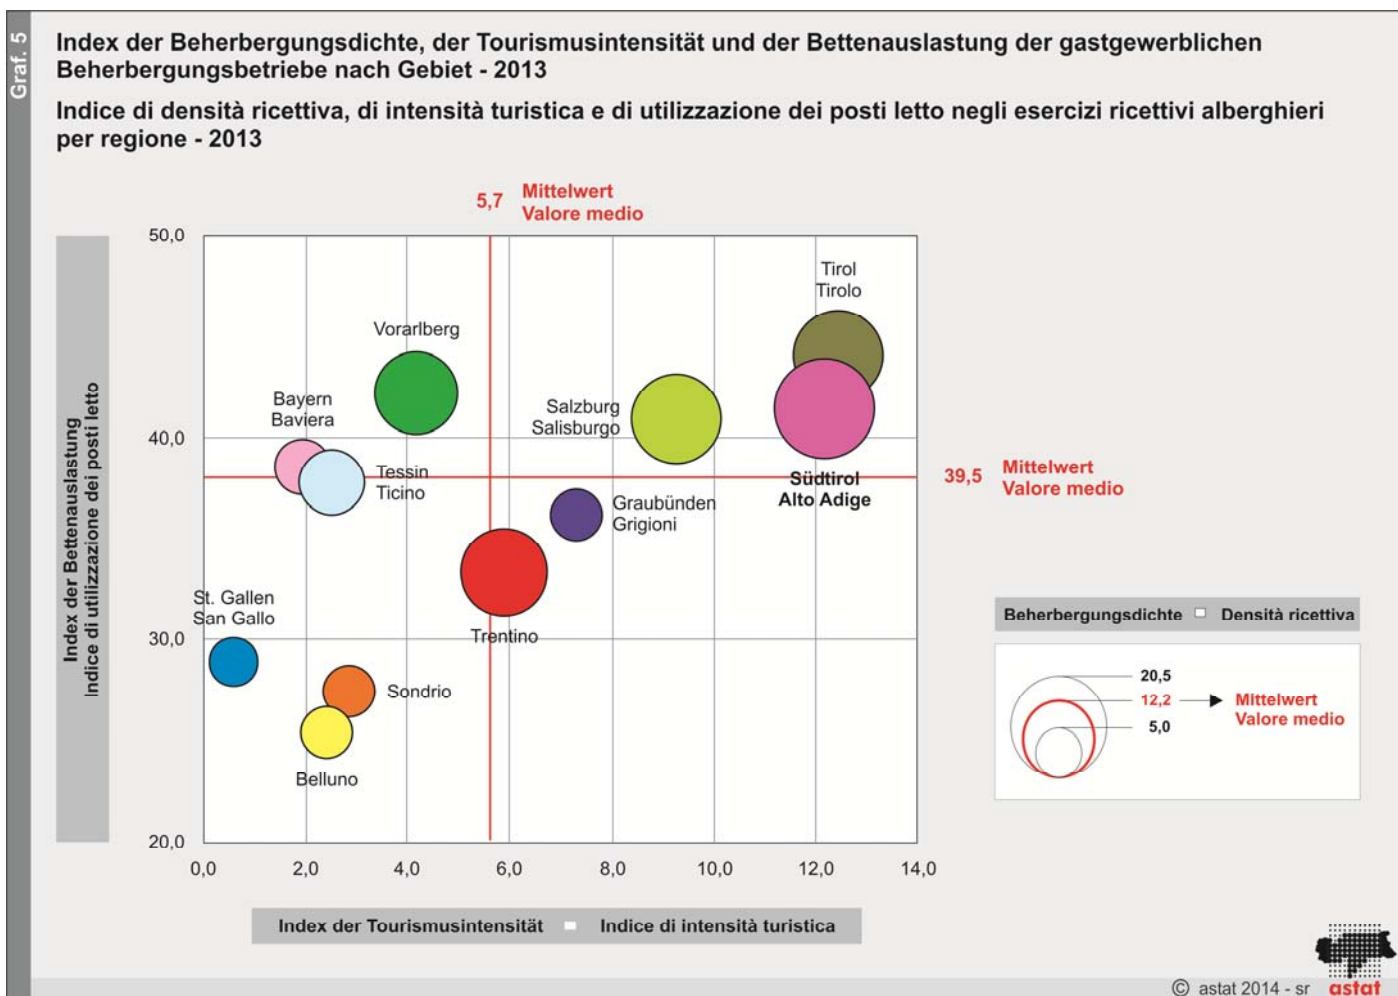 Graf. 5
Index der Beherbergungsdichte, der Tourismusintensität und der Bettenauslastung der gastgewerblichen
Beherbergungsbetriebe nach Gebiet - 2013
Indice di densità ricettiva, di intensità turistica e di utilizzazione dei posti letto negli esercizi ricettivi alberghieri
per regione - 2013
5,7
Mittelwert
Valore medio
Index der Bettenauslastung
Indice di utilizzazione dei posti letto
50,0
40,0
30,0
20,0
Tirol
Tirolo
Vorarlberg
Bayern
Baviera
Salzburg
Salisburgo
Tessin
Ticino
Südtirol
Alto Adige
39,5
Mittelwert
Valore medio
Graubünden
Grigioni
St. Gallen
San Gallo
Trentino
Sondrio
Belluno
0,0 2,0 4,0 6,0 8,0 10,0 12,0 14,0
Index der Tourismusintensität Indice di intensità turistica
Beherbergungsdichte Densità ricettiva
20,5
12,2
5,0
Mittelwert
Valore medio
© astat 2014 - sr
astat